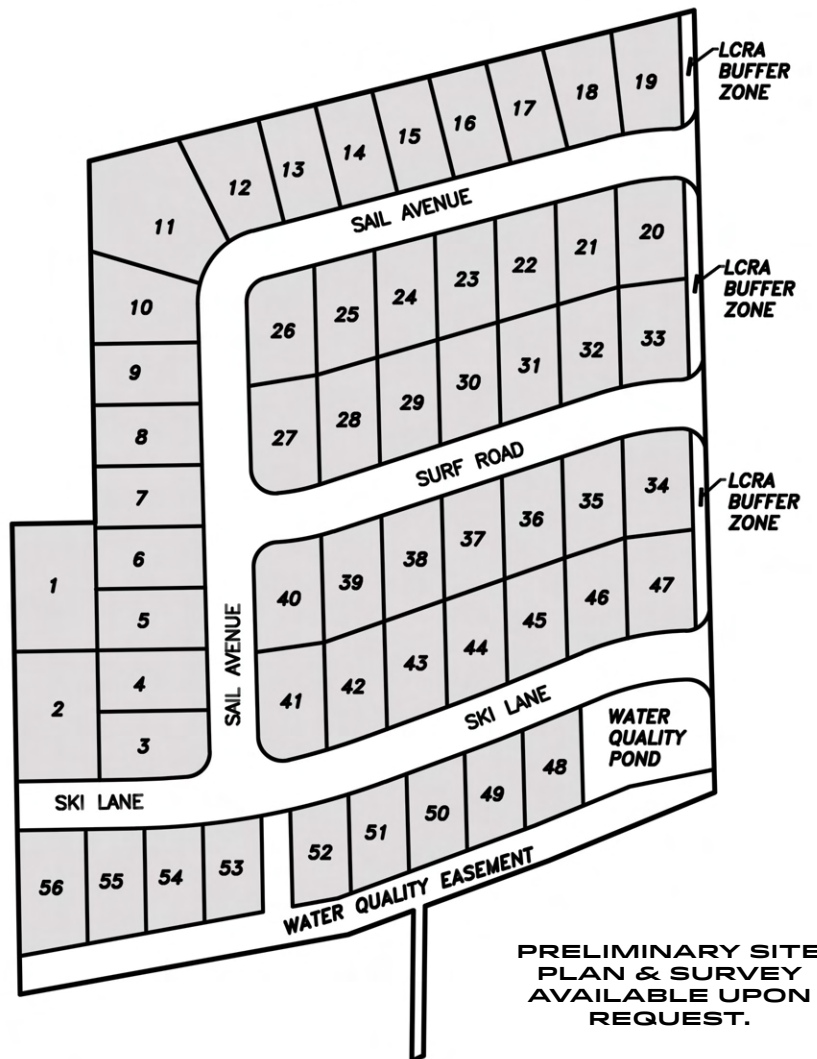 LCRA
BUFFER
ZONE
19
18
17
16
15
14
13
12
11
SAIL AVENUE
10
9
8
7
6
5
4
3
1
2
20
21
22
23
24
25
26
LCRA
BUFFER
ZONE
33
32
31
30
29
28
27
SURF ROAD
34
35
36
37
38
39
40
LCRA
BUFFER
ZONE
47
46
45
44
43
42
41
SAIL AVENUE
SKI LANE
WATER
QUALITY
POND
SKI LANE
48
49
50
51
52
53
54
55
56
WATER QUALITY EASEMENT
PRELIMINARY SITE
PLAN & SURVEY
AVAILABLE UPON
REQUEST.